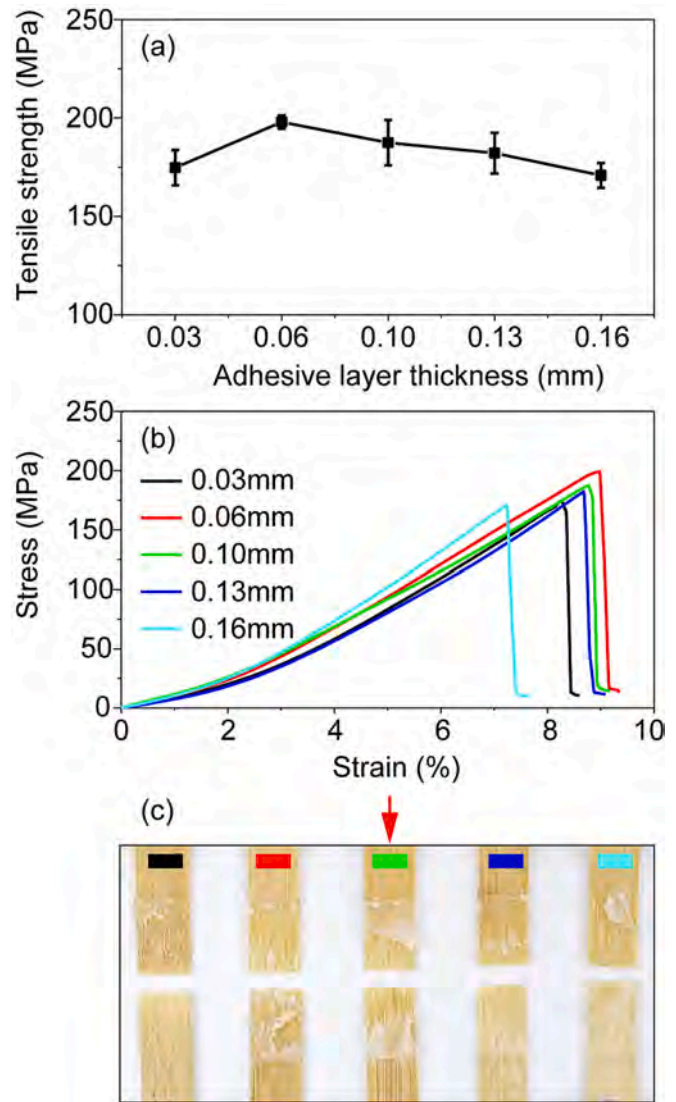 (a)
Tensile strength (MPa)
250
200
150
100
0.03 0.06 0.10 0.13 0.16
Adhesive layer thickness (mm)
(b)
Stress (MPa)
250
200
150
100
50
0
0.03mm
0.06mm
0.10mm
0.13mm
0.16mm
0 2 4 6 8 10
Strain (%)
(c)